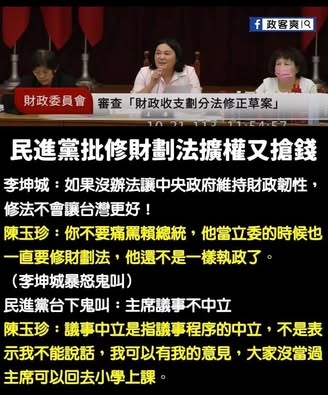 政客爽
財政委員會
審查「財政收支劃分法修正草案」
10-21-113 11:54:57
民進黨批修財劃法擴權又搶錢
李坤城：如果沒辦法讓中央政府維持財政韌性，
修法不會讓台灣更好！
陳玉珍：你不要痛罵賴總統，他當立委的時候也
一直要修財劃法，他還不是一樣執政了。
（李坤城暴怒鬼叫）
民進黨台下鬼叫：主席議事不中立
陳玉珍：議事中立是指議事程序的中立，不是表
示我不能說話，我可以有我的意見，大家沒當過
主席可以回去小學上課。